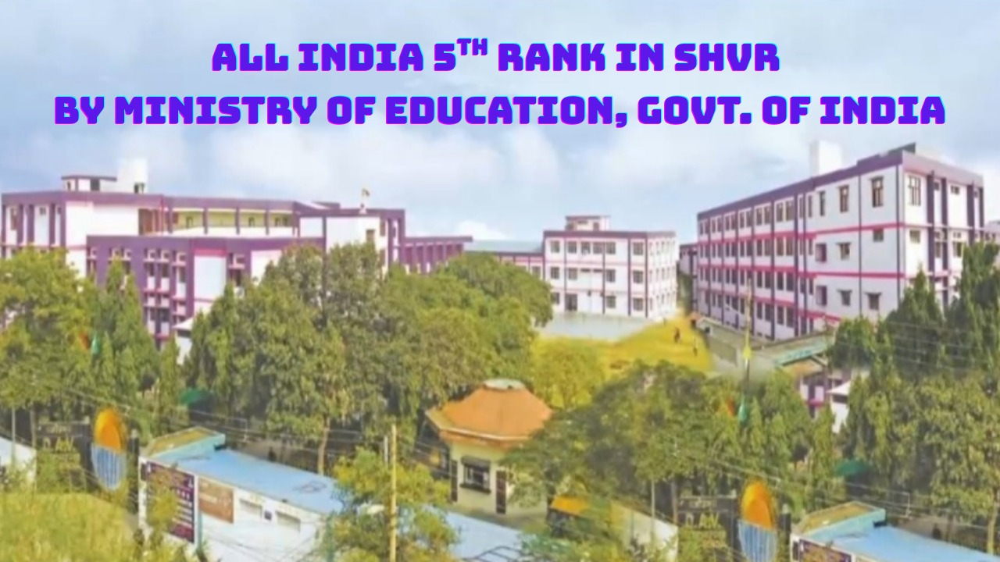 ALL INDIA 5TH RANK IN SHVR
BY MINISTRY OF EDUCATION, GOVT. OF INDIA
D.A.V.